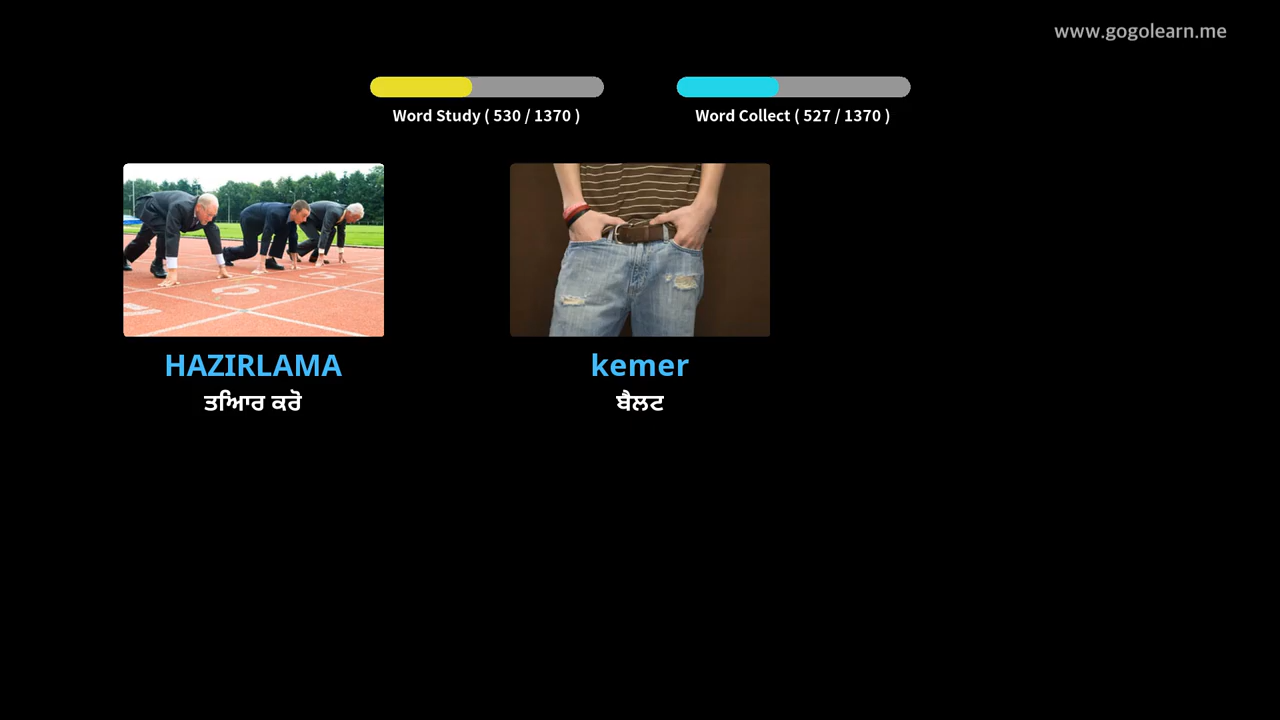 www.gogolearn.me
Word Study ( 530 / 1370 )
Word Collect ( 527 / 1370 )
HAZIRLAMA
ਤਿਆਰ ਕਰੋ
kemer
ਬੈਲਟ